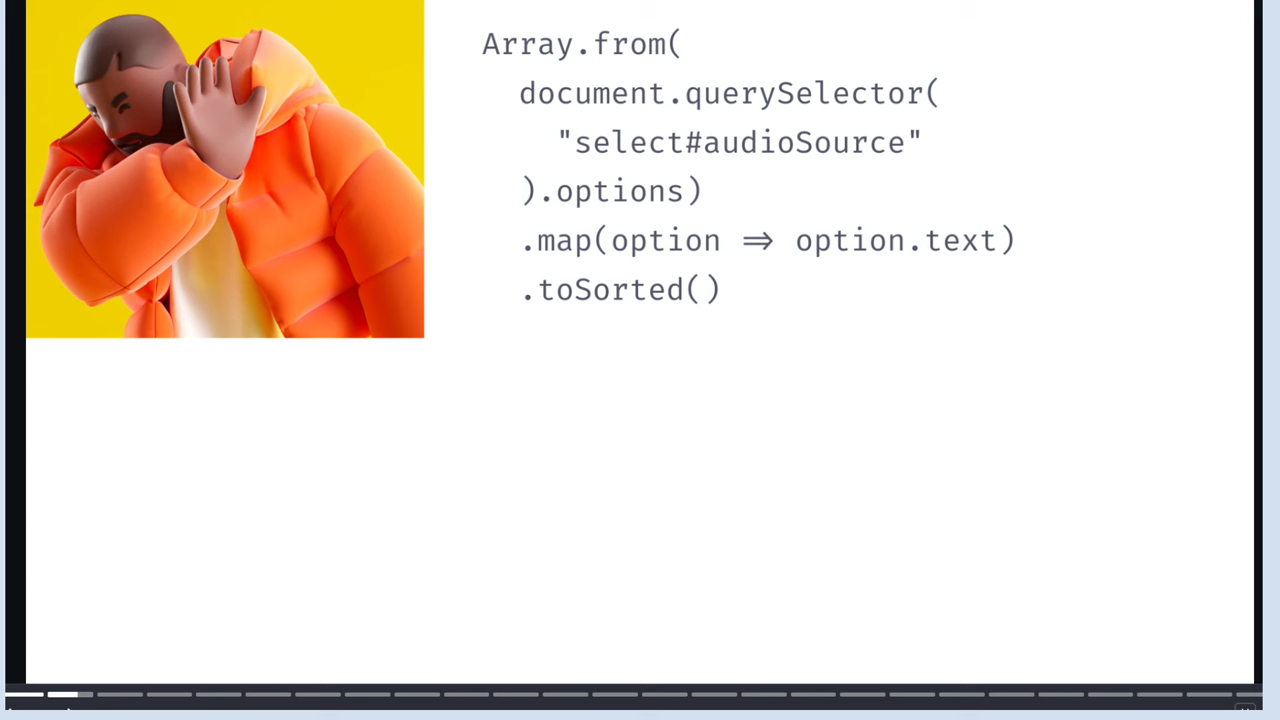 Array.from(
document.querySelector(
"select#audioSource"
).options)
.map(option => option.text)
.toSorted()